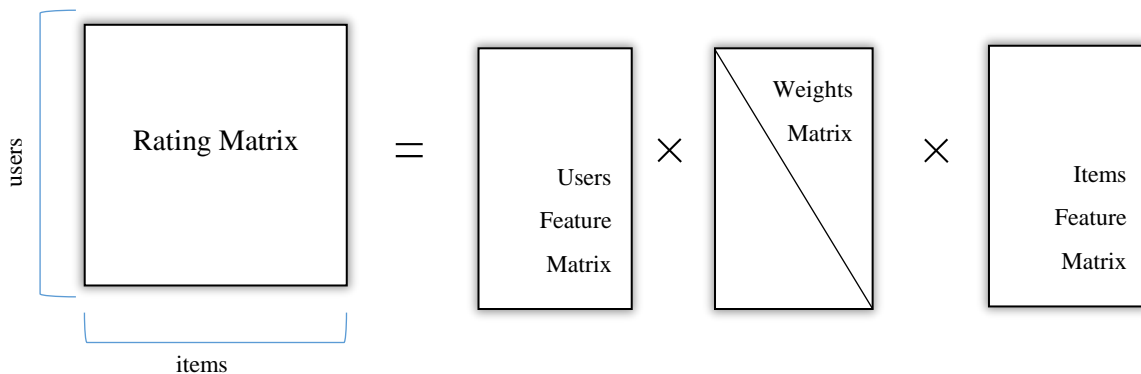 users
Rating Matrix
items
=
Users
Feature
Matrix
×
Weights
Matrix
×
Items
Feature
Matrix